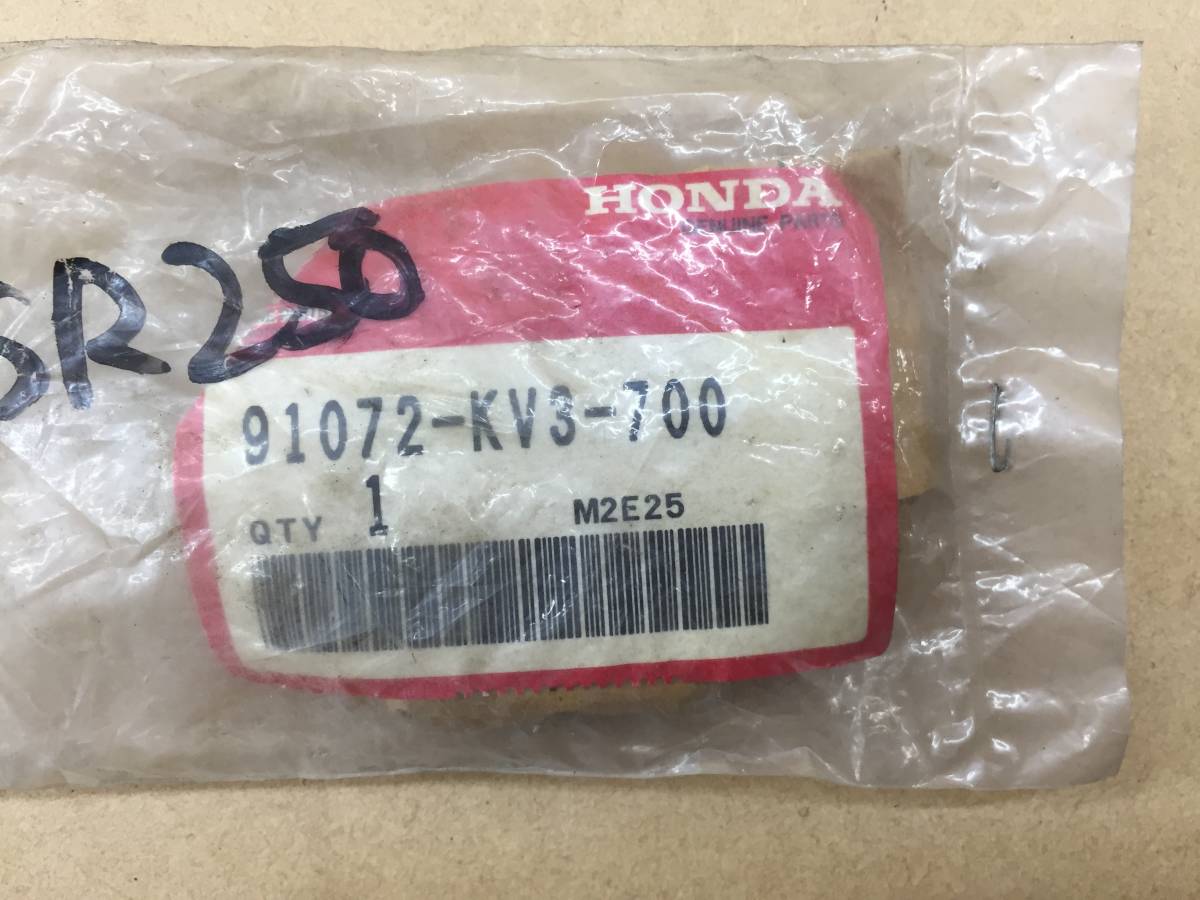 HONDA
GENUINE PARTS
SR250
91072-KV3-700
QTY 1 M2E25